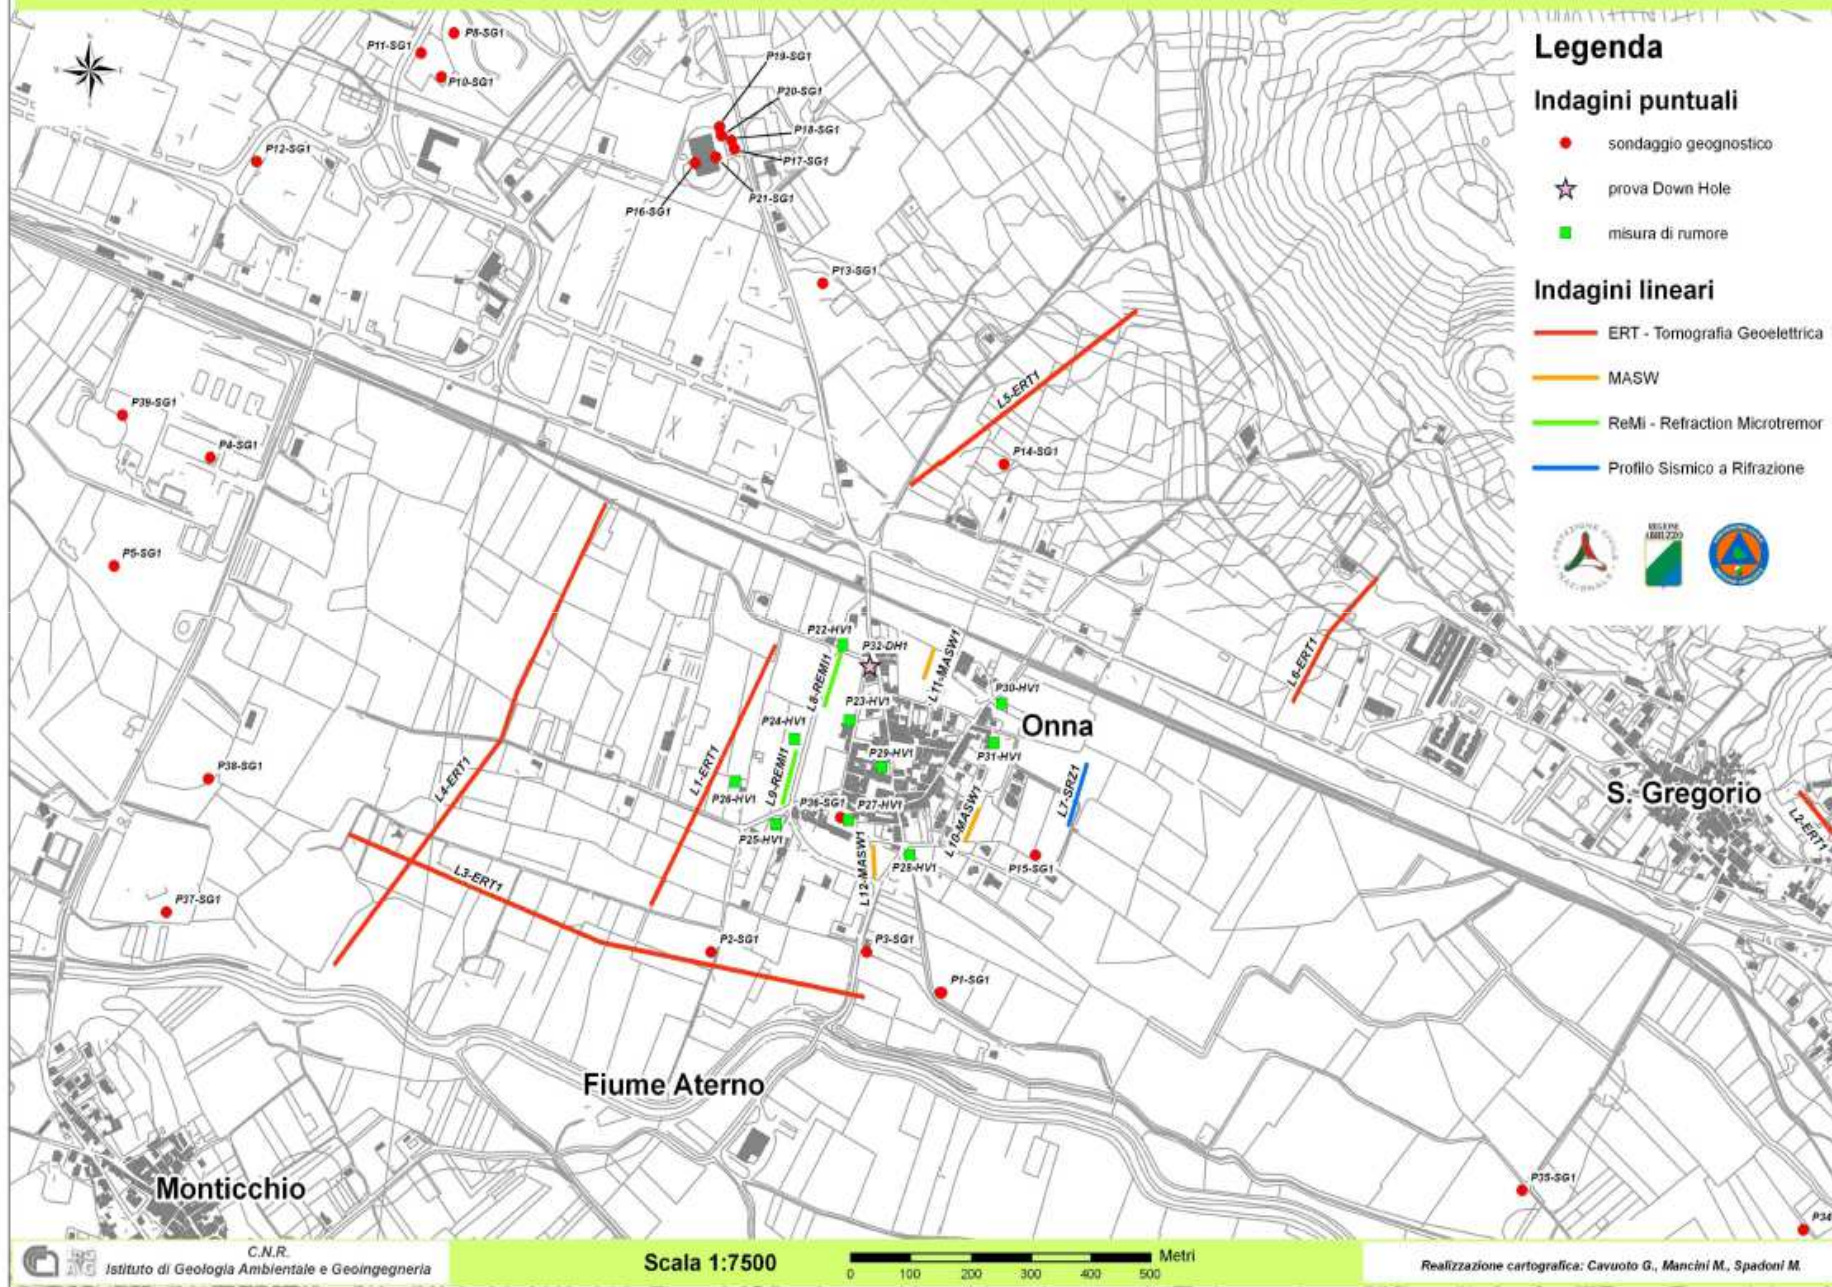 Legenda
Indagini puntuali
sondaggio geognostico
prova Down Hole
misura di rumore
Indagini lineari
ERT - Tomografia Geoelettrica
MASW
ReMi - Refraction Microtremor
Profilo Sismico a Rifrazione
REGIONE
ABRUZZO
P8-SG1
P11-SG1
P10-SG1
P19-SG1
P20-SG1
P12-SG1
P18-SG1
P17-SG1
P21-SG1
P16-SG1
P13-SG1
L5-ERT1
P39-SG1
P4-SG1
P14-SG1
P5-SG1
P22-HV1
P32-DH1
L8-REMI1
L11-MASW1
L6-ERT1
P30-HV1
P23-HV1
P24-HV1
Onna
P29-HV1
P31-HV1
L4-ERT1
L1-ERT1
L9-REMI1
P38-SG1
P26-HV1
L7-SRZ1
S. Gregorio
P36-SG1
P27-HV1
L10-MASW1
L2-ERT1
P25-HV1
L12-MASW1
P28-HV1
P15-SG1
L3-ERT1
P37-SG1
P2-SG1
P3-SG1
P1-SG1
Fiume Aterno
Monticchio
P35-SG1
P34
C.N.R.
Istituto di Geologia Ambientale e Geoingegneria
Scala 1:7500
Metri
0 100 200 300 400 500
Realizzazione cartografica: Cavuoto G., Mancini M., Spadoni M.